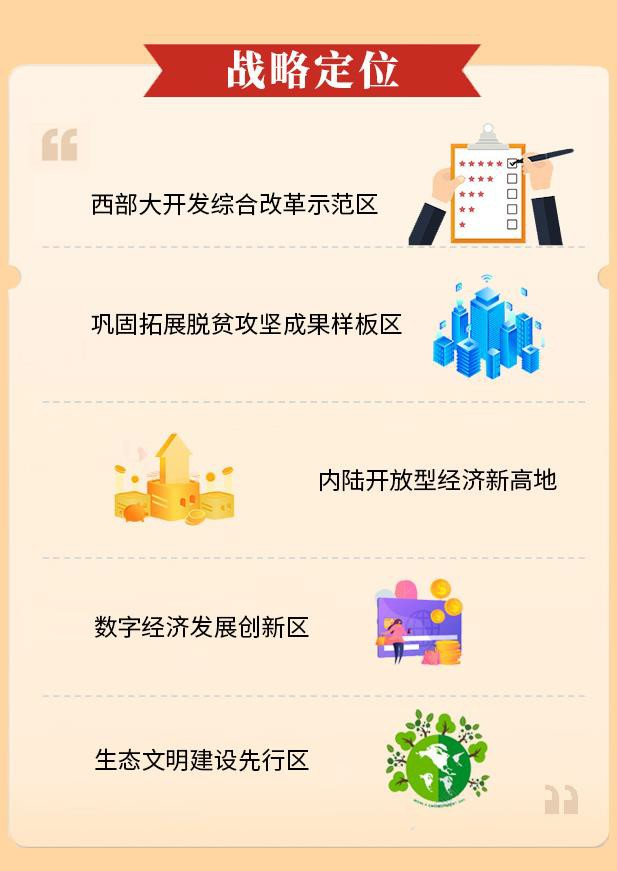 战略定位
西部大开发综合改革示范区
巩固拓展脱贫攻坚成果样板区
内陆开放型经济新高地
数字经济发展创新区
生态文明建设先行区